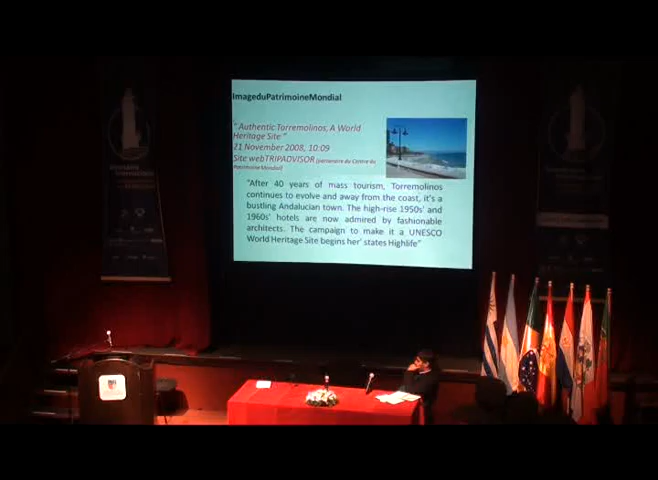 ImageduPatrimoineMondial
" Authentic Torremolinos, A World
Heritage Site "
21 November 2008, 10:09
Site webTRIPADVISOR (partenaire du Centre du
Patrimoine Mondial)
"After 40 years of mass tourism, Torremolinos
continues to evolve and away from the coast, it's a
bustling Andalucian town. The high-rise 1950s' and
1960s' hotels are now admired by fashionable
architects. The campaign to make it a UNESCO
World Heritage Site begins her' states Highlife"